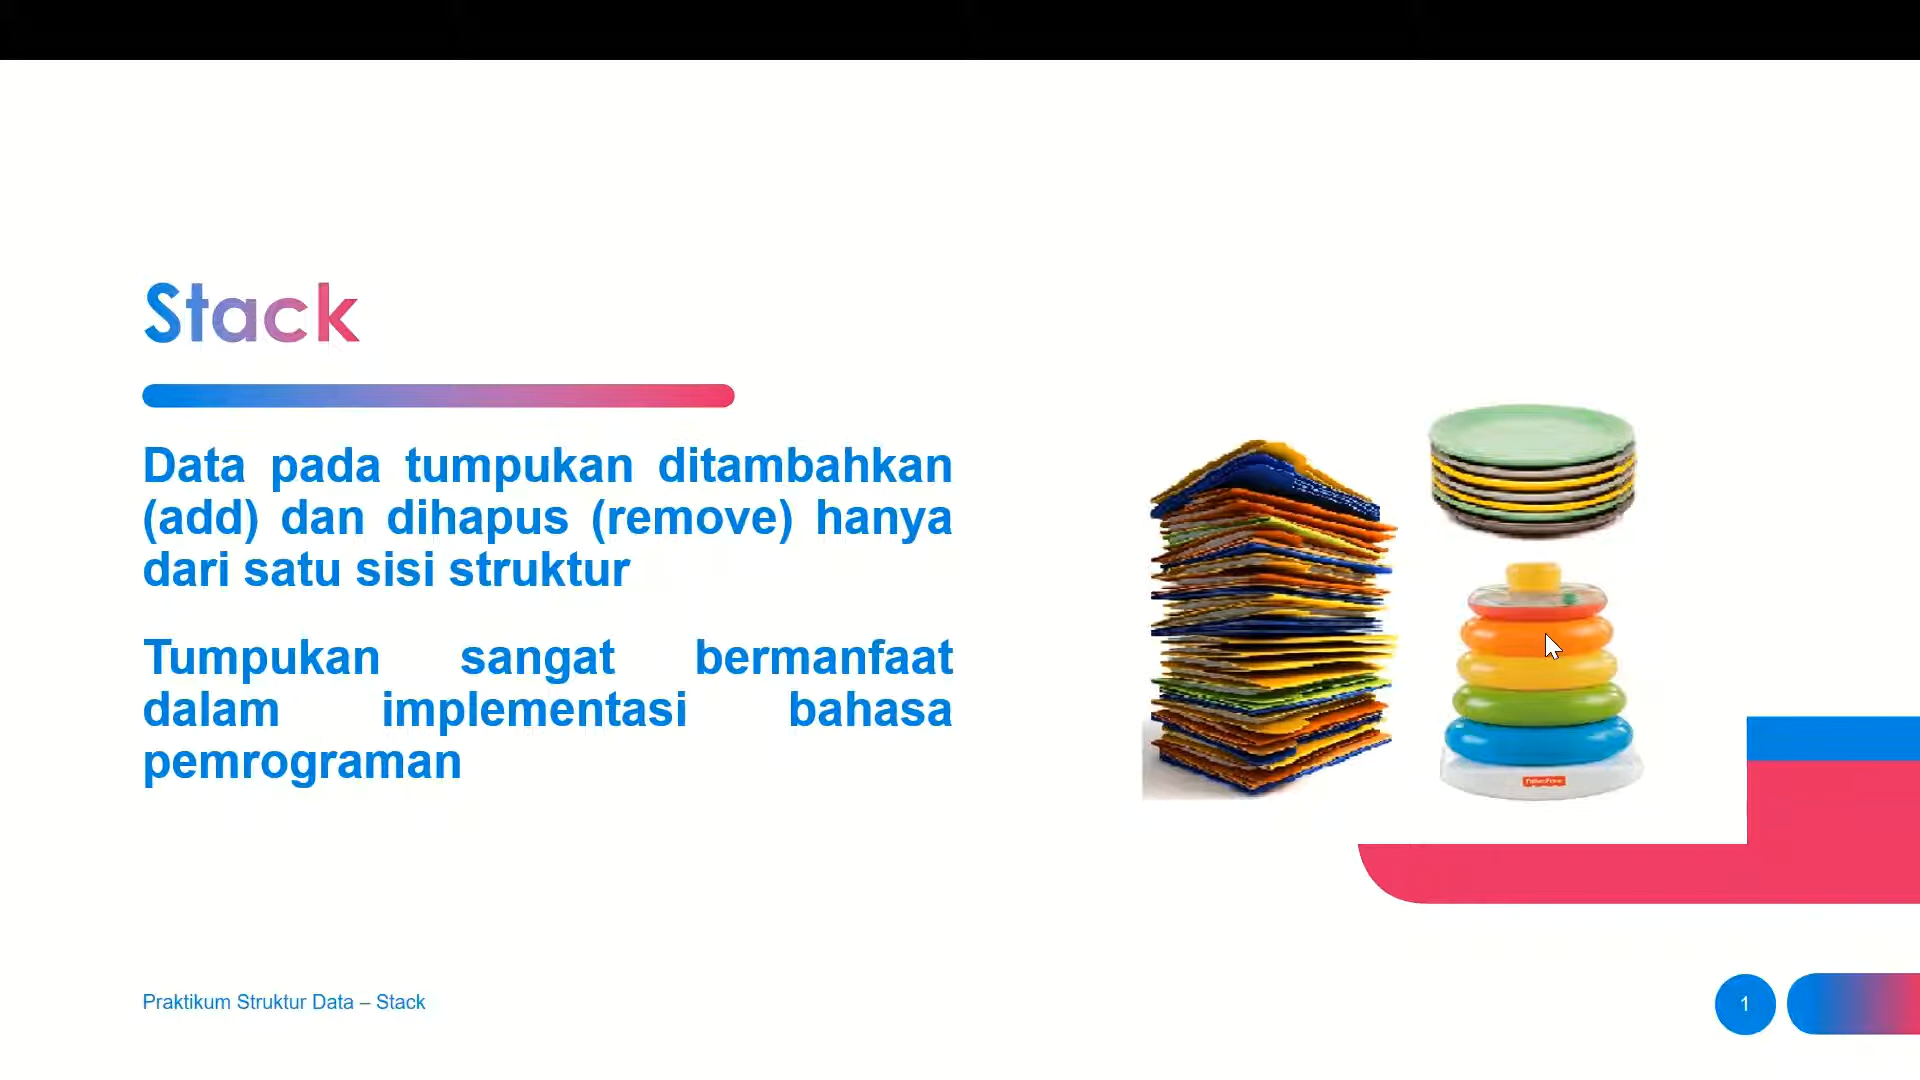 Stack
Data pada tumpukan ditambahkan
(add) dan dihapus (remove) hanya
dari satu sisi struktur
Tumpukan sangat bermanfaat
dalam implementasi bahasa
pemrograman
Praktikum Struktur Data – Stack
1